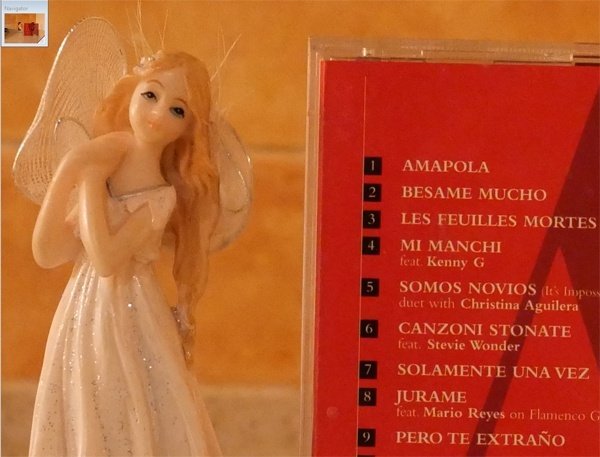 Navigator
1 AMAPOLA
2 BESAME MUCHO
3 LES FEUILLES MORTES
4 MI MANCHI
feat. Kenny G
5 SOMOS NOVIOS (It's Imposs
duet with Christina Aguilera
6 CANZONI STONATE
feat. Stevie Wonder
7 SOLAMENTE UNA VEZ
8 JURAME
feat. Mario Reyes on Flamenco G
9 PERO TE EXTRAÑO